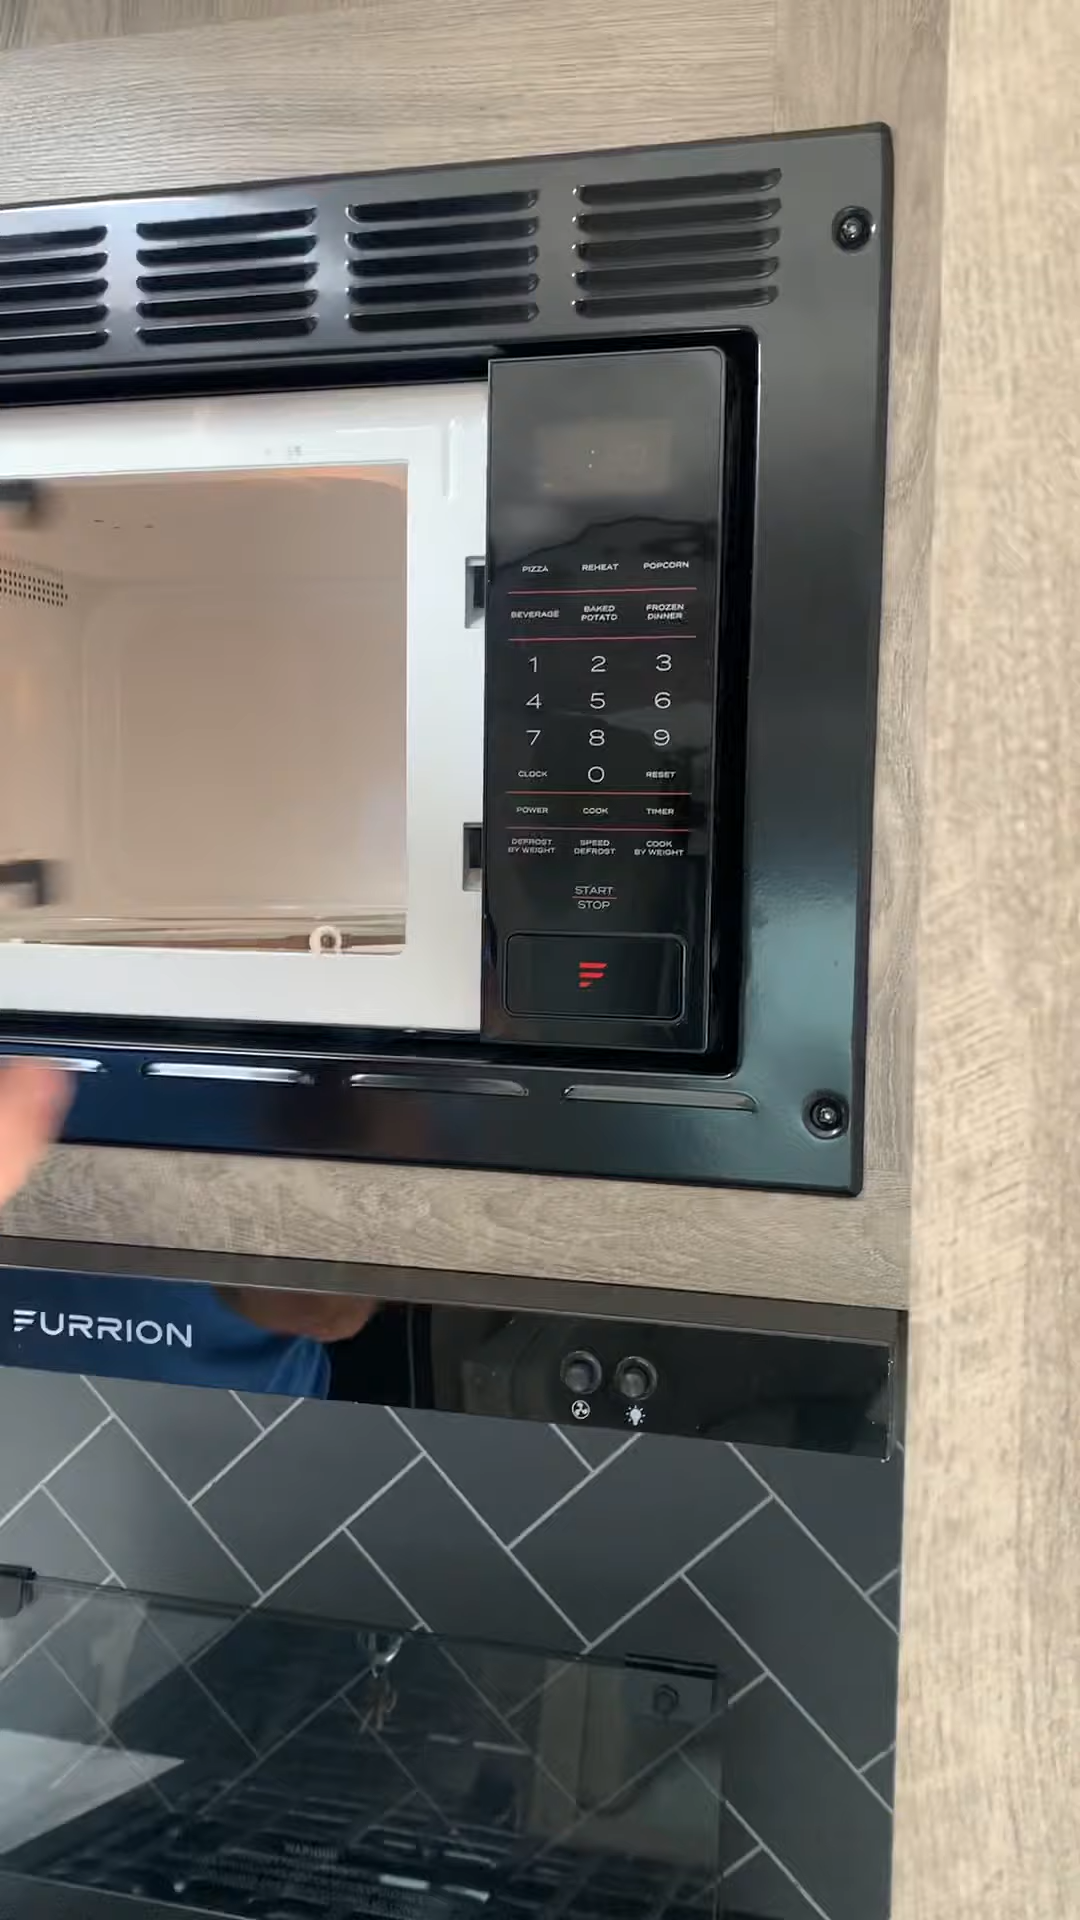 PIZZA REHEAT POPCORN
BEVERAGE BAKED POTATO FROZEN DINNER
1 2 3
4 5 6
7 8 9
CLOCK 0 RESET
POWER COOK TIMER
DEFROST BY WEIGHT SPEED DEFROST COOK BY WEIGHT
START
STOP
FURRION
WARNING